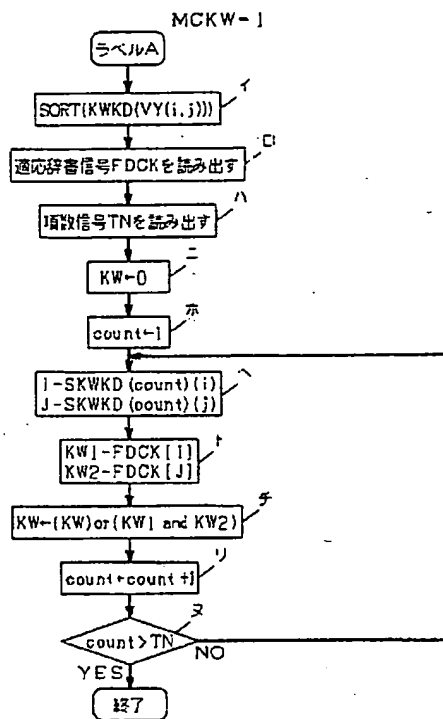 MCKW-1
ラベルA
イ
SORT(KWKD(VY(i,j)))
ロ
適応辞書信号FDCKを読み出す
ハ
項数信号TNを読み出す
ニ
KW←0
ホ
count←1
ヘ
I←SKWKD(count)(i)
J←SKWKD(count)(j)
ト
KW1←FDCK[I]
KW2←FDCK[J]
チ
KW←(KW)or(KW1 and KW2)
リ
count←count+1
ヌ
count>TN
NO
YES
終了